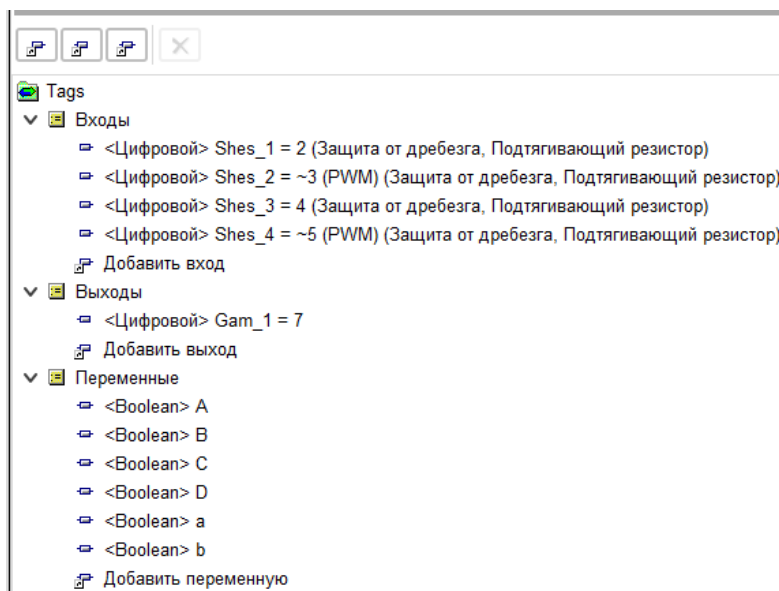 Tags
Входы
<Цифровой> Shes_1 = 2 (Защита от дребезга, Подтягивающий резистор)
<Цифровой> Shes_2 = ~3 (PWM) (Защита от дребезга, Подтягивающий резистор)
<Цифровой> Shes_3 = 4 (Защита от дребезга, Подтягивающий резистор)
<Цифровой> Shes_4 = ~5 (PWM) (Защита от дребезга, Подтягивающий резистор)
Добавить вход
Выходы
<Цифровой> Gam_1 = 7
Добавить выход
Переменные
<Boolean> A
<Boolean> B
<Boolean> C
<Boolean> D
<Boolean> a
<Boolean> b
Добавить переменную